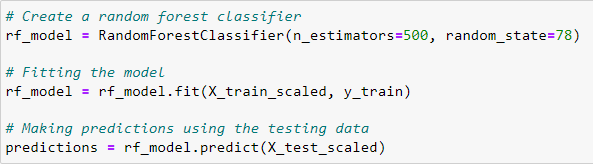 # Create a random forest classifier
rf_model = RandomForestClassifier(n_estimators=500, random_state=78)
# Fitting the model
rf_model = rf_model.fit(X_train_scaled, y_train)
# Making predictions using the testing data
predictions = rf_model.predict(X_test_scaled)